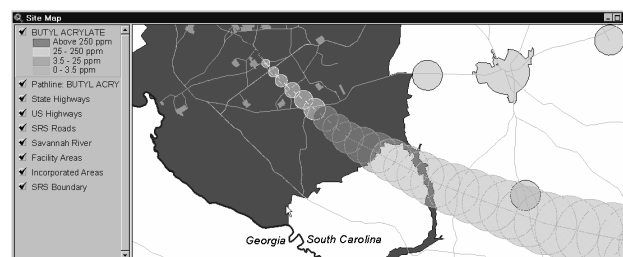 Site Map
BUTYL ACRYLATE
Above 250 ppm
25 - 250 ppm
3.5 - 25 ppm
0 - 3.5 ppm
Pathline: BUTYL ACRY
State Highways
US Highways
SRS Roads
Savannah River
Facility Areas
Incorporated Areas
SRS Boundary
Georgia South Carolina